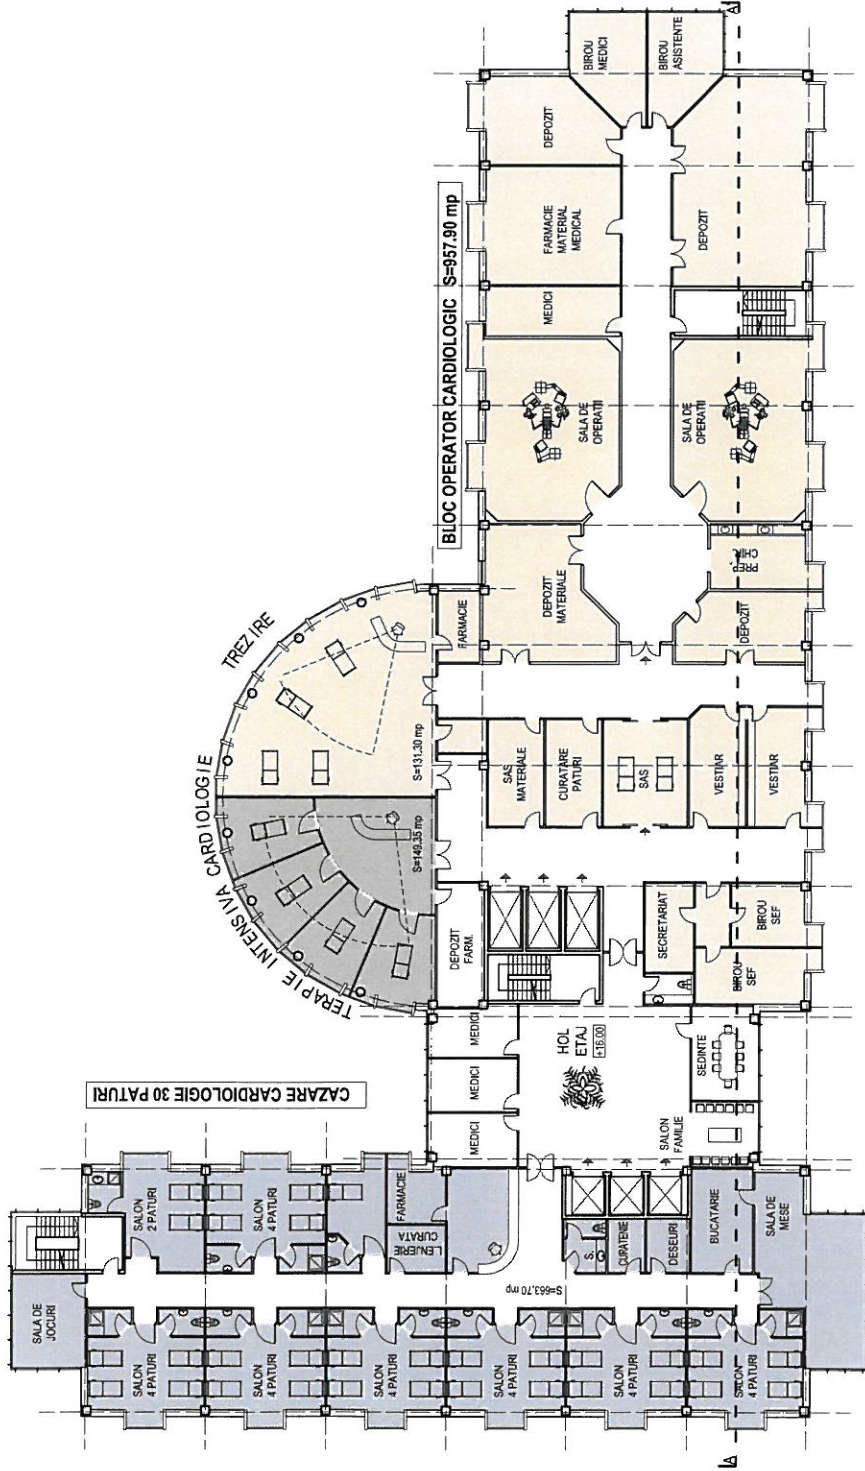 BLOC OPERATOR CARDIOLOGIC S=957.90 mp
CAZARE CARDIOLOGIE 30 PATURI
TERAPIE INTENSIVA CARDIOLOGIE
TREZIRE
SALA DE
JOCURI
SALON
2 PATURI
SALON
4 PATURI
FARMACIE
LENJERIE
CURATA
SALON
4 PATURI
SALON
4 PATURI
SALON
4 PATURI
SALON
4 PATURI
SALON
4 PATURI
SALON
4 PATURI
S=663,70 mp
S.
CURATENIE
DESEURI
BUCATARIE
SALA DE
MESE
MEDICI
MEDICI
MEDICI
HOL
ETAJ
+16.00
SALON
FAMILIE
SEDINTE
DEPOZIT
FARM.
SECRETARIAT
BIROU
SEF
BIROU
SEF
S=149.35 mp
S=131.30 mp
FARMACIE
SAS
MATERIALE
CURATARE
PATURI
SAS
VESTIAR
VESTIAR
DEPOZIT
MATERIALE
DEPOZIT
PREP.
CHIR.
SALA DE
OPERATII
SALA DE
OPERATII
MEDICI
FARMACIE
MATERIAL
MEDICAL
DEPOZIT
DEPOZIT
BIROU
MEDICI
BIROU
ASISTENTE
A
A